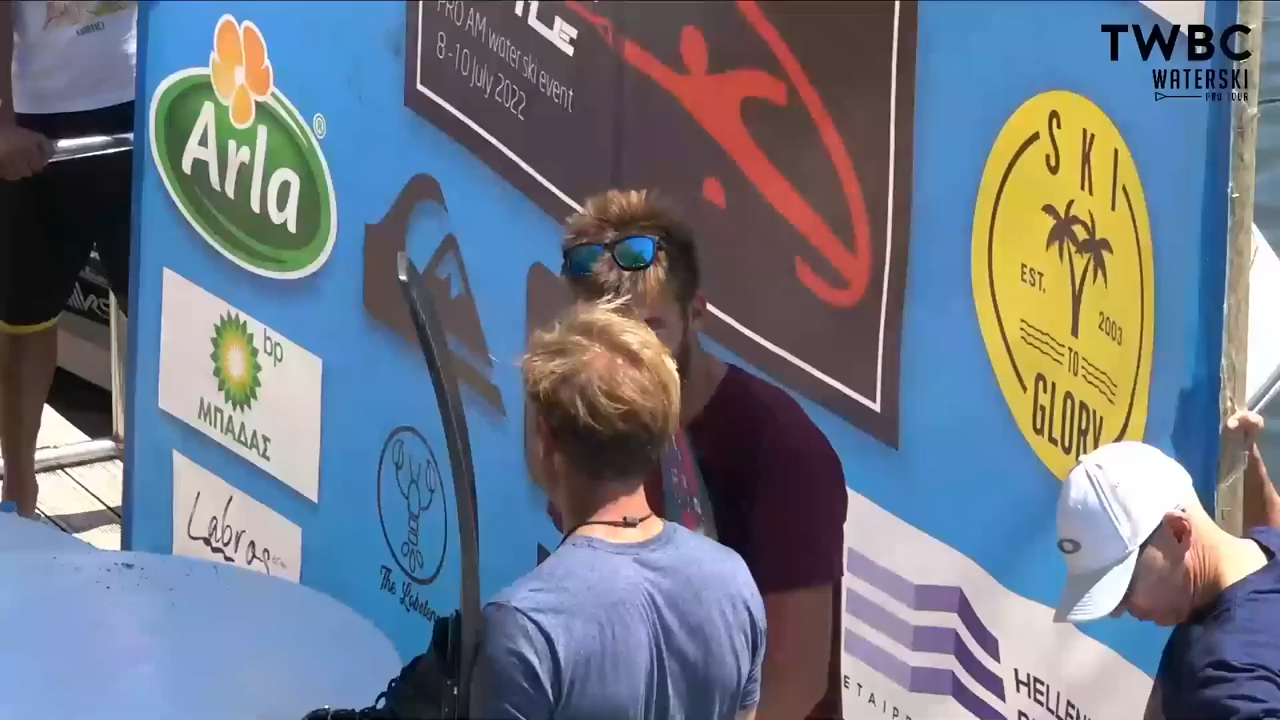 TWBC
WATERSKI
PRO TOUR
PRO AM water ski event
8-10 july 2022
Arla
®
SKI
EST.
2003
TO
GLORY
bp
ΜΠΑΔΑΣ
Labros
The
HELLEN
ETAIP